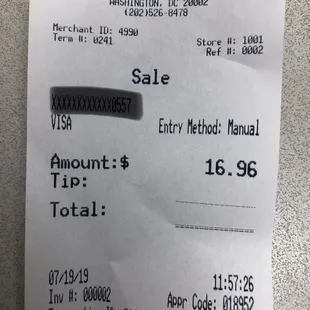 WASHINGTON, DC 20002
(202)526-8478
Merchant ID: 4990
Term #: 0241
Store #: 1001
Ref #: 0002
Sale
XXXXXXXXXXXX0557
VISA
Entry Method: Manual
Amount:$ 16.96
Tip:
Total:
07/19/19
11:57:26
Inv #: 000002
Appr Code: 018952